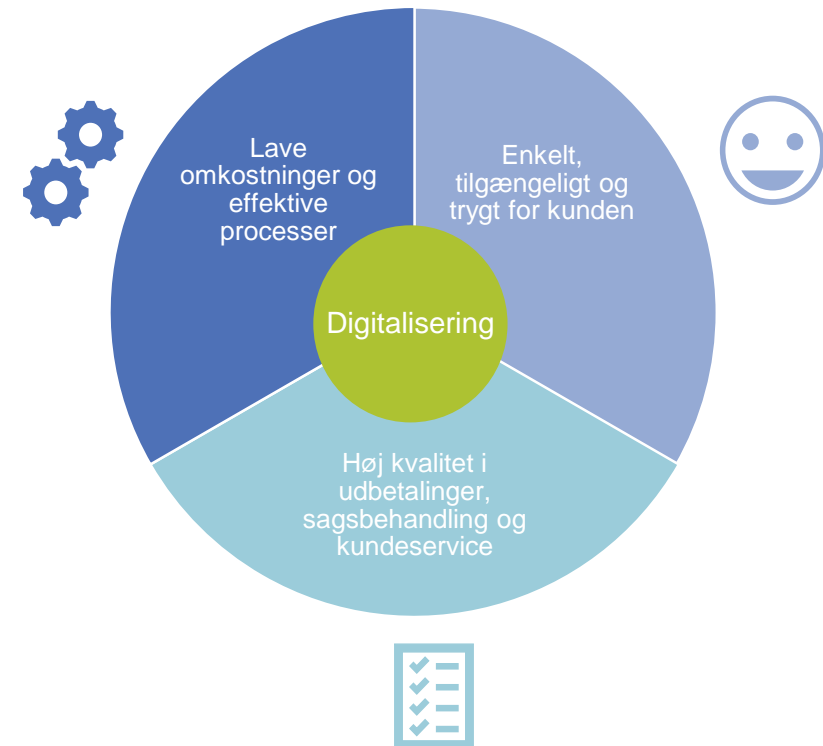 Lave
omkostninger og
effektive
processer
Enkelt,
tilgængeligt og
trygt for kunden
Digitalisering
Høj kvalitet i
udbetalinger,
sagsbehandling og
kundeservice